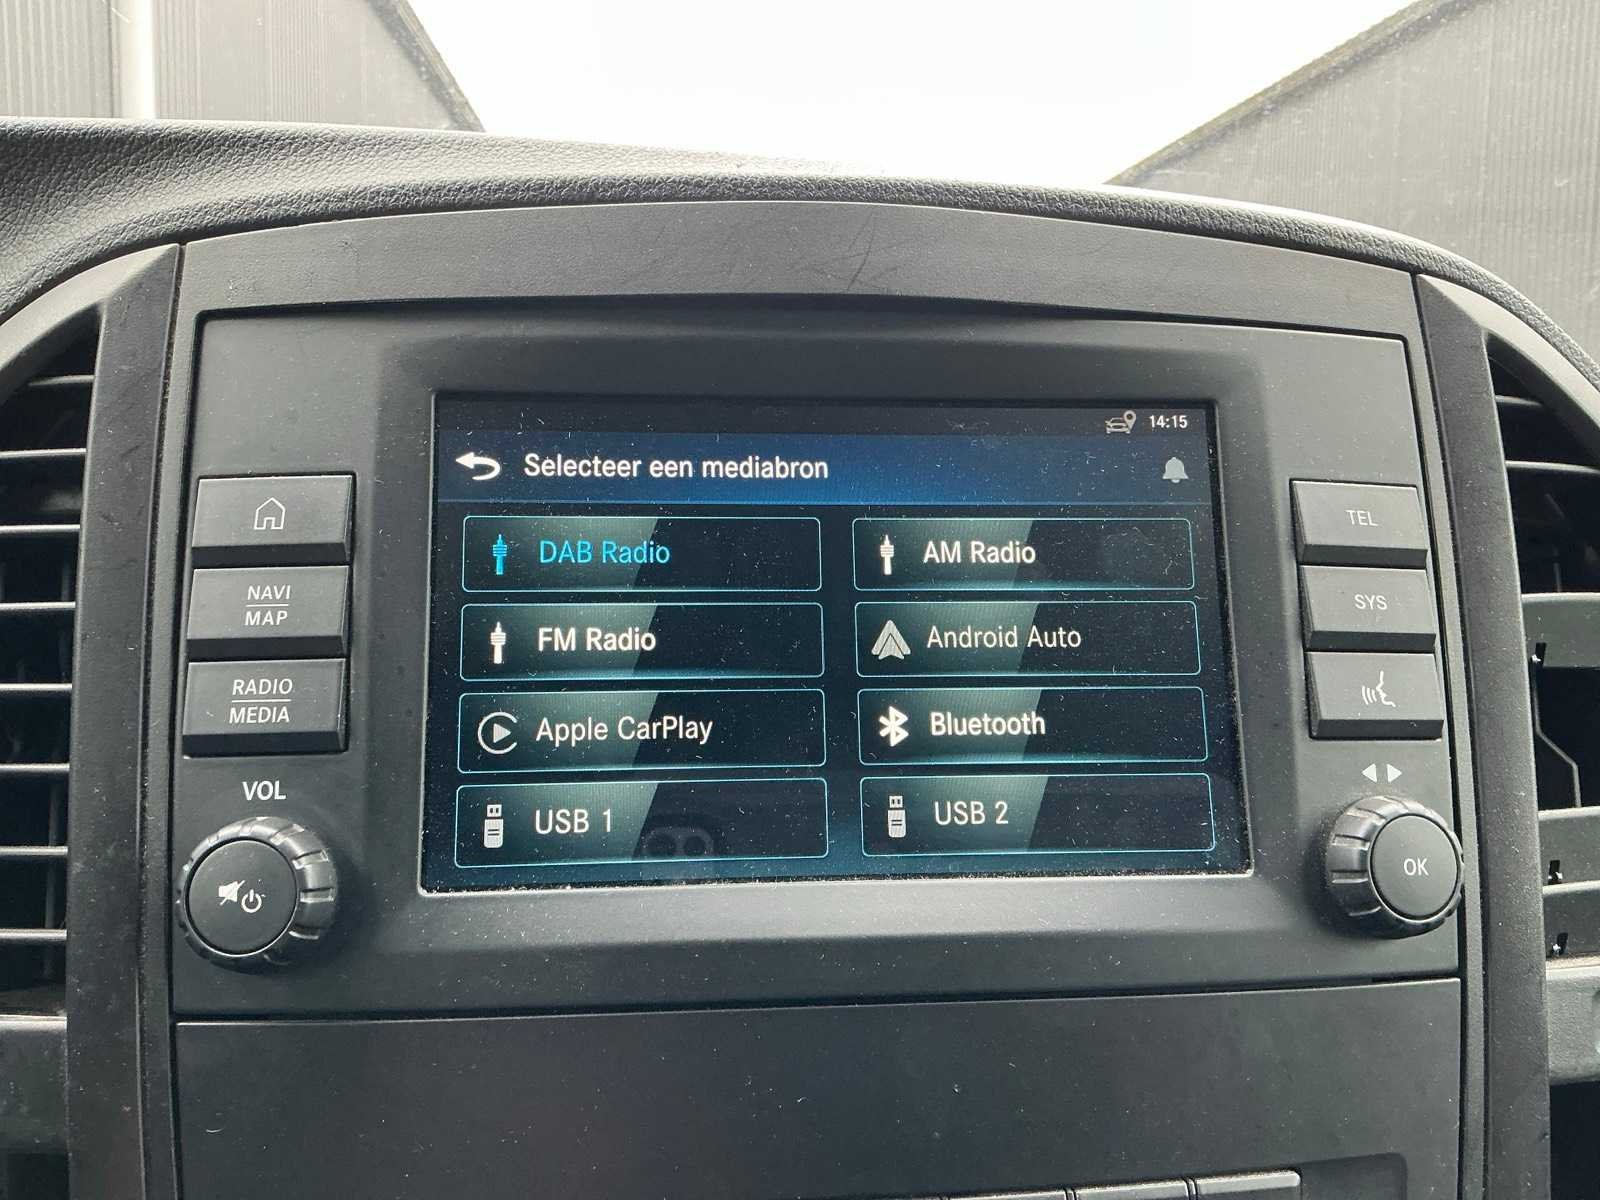 14:15
Selecteer een mediabron
DAB Radio
AM Radio
FM Radio
Android Auto
Apple CarPlay
Bluetooth
USB 1
USB 2
NAVI
MAP
RADIO
MEDIA
VOL
TEL
SYS
OK